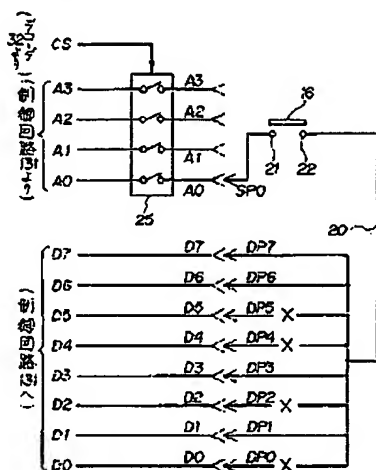 CS
A3 A3
A2 A2
A1 A1
A0 A0 SP0
16
21 22
25
20
D7 D7 DP7
D6 D6 DP6
D5 D5 DP5 X
D4 D4 DP4 X
D3 D3 DP3
D2 D2 DP2 X
D1 D1 DP1
D0 D0 DP0 X